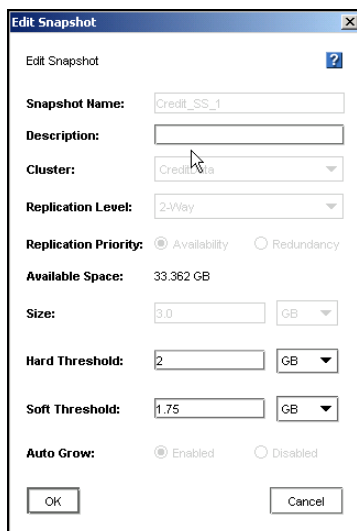 Edit Snapshot
Edit Snapshot ?
Snapshot Name: Credit_SS_1
Description:
Cluster: CreditData
Replication Level: 2-Way
Replication Priority: Availability Redundancy
Available Space: 33.362 GB
Size: 3.0 GB
Hard Threshold: 2 GB
Soft Threshold: 1.75 GB
Auto Grow: Enabled Disabled
OK Cancel